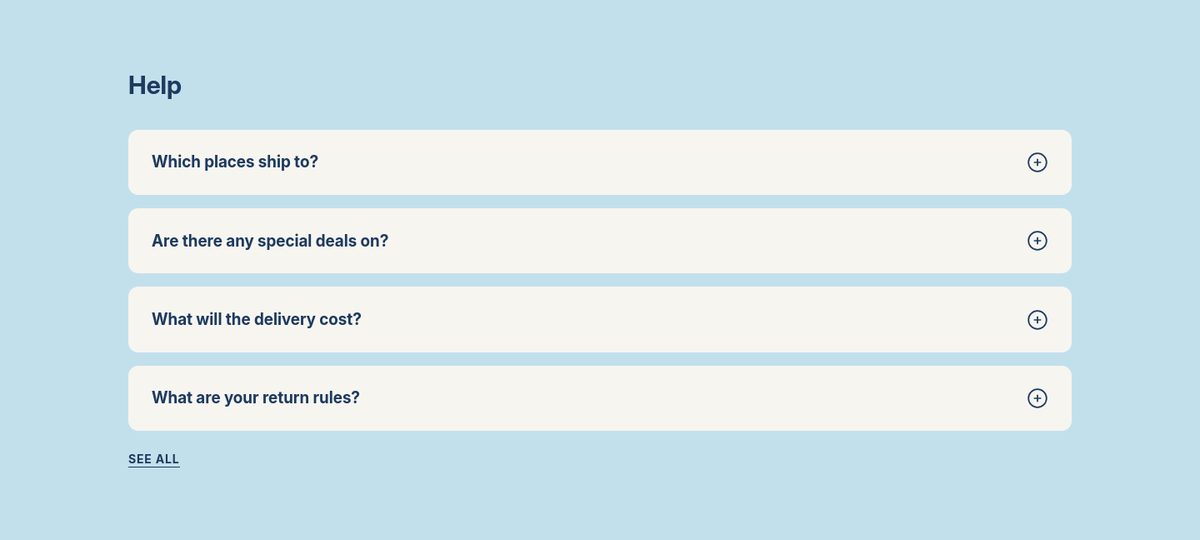 Help
Which places ship to?
Are there any special deals on?
What will the delivery cost?
What are your return rules?
SEE ALL